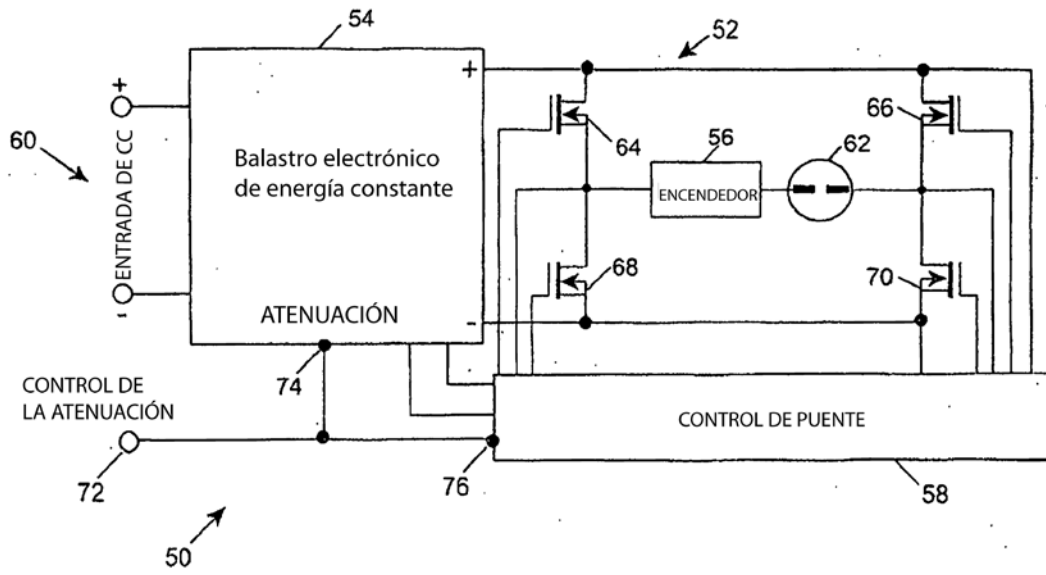 54
52
+
60
+
ENTRADA DE CC
-
Balastro electrónico
de energía constante
64
66
56
62
ENCENDEDOR
68
70
ATENUACIÓN
-
74
CONTROL DE
LA ATENUACIÓN
72
76
CONTROL DE PUENTE
58
50